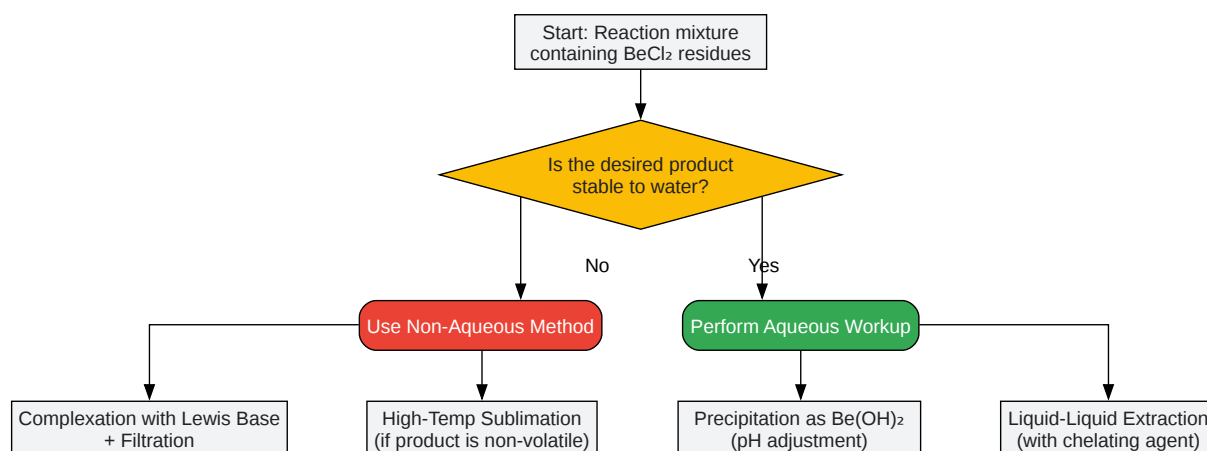 Start: Reaction mixture
containing BeCl₂ residues
Is the desired product
stable to water?
No
Yes
Use Non-Aqueous Method
Perform Aqueous Workup
Complexation with Lewis Base
+ Filtration
High-Temp Sublimation
(if product is non-volatile)
Precipitation as Be(OH)₂
(pH adjustment)
Liquid-Liquid Extraction
(with chelating agent)